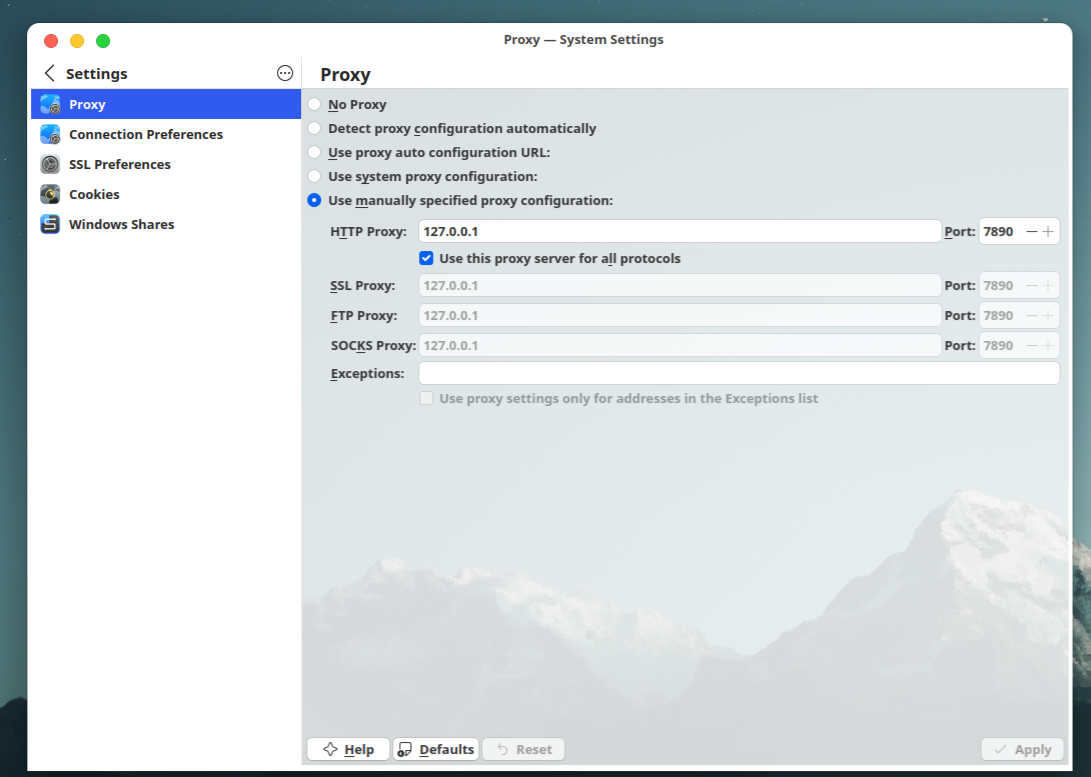 Proxy — System Settings
Settings
Proxy
Proxy
Connection Preferences
SSL Preferences
Cookies
Windows Shares
No Proxy
Detect proxy configuration automatically
Use proxy auto configuration URL:
Use system proxy configuration:
Use manually specified proxy configuration:
HTTP Proxy: 127.0.0.1 Port: 7890
Use this proxy server for all protocols
SSL Proxy: 127.0.0.1 Port: 7890
FTP Proxy: 127.0.0.1 Port: 7890
SOCKS Proxy: 127.0.0.1 Port: 7890
Exceptions:
Use proxy settings only for addresses in the Exceptions list
Help Defaults Reset Apply